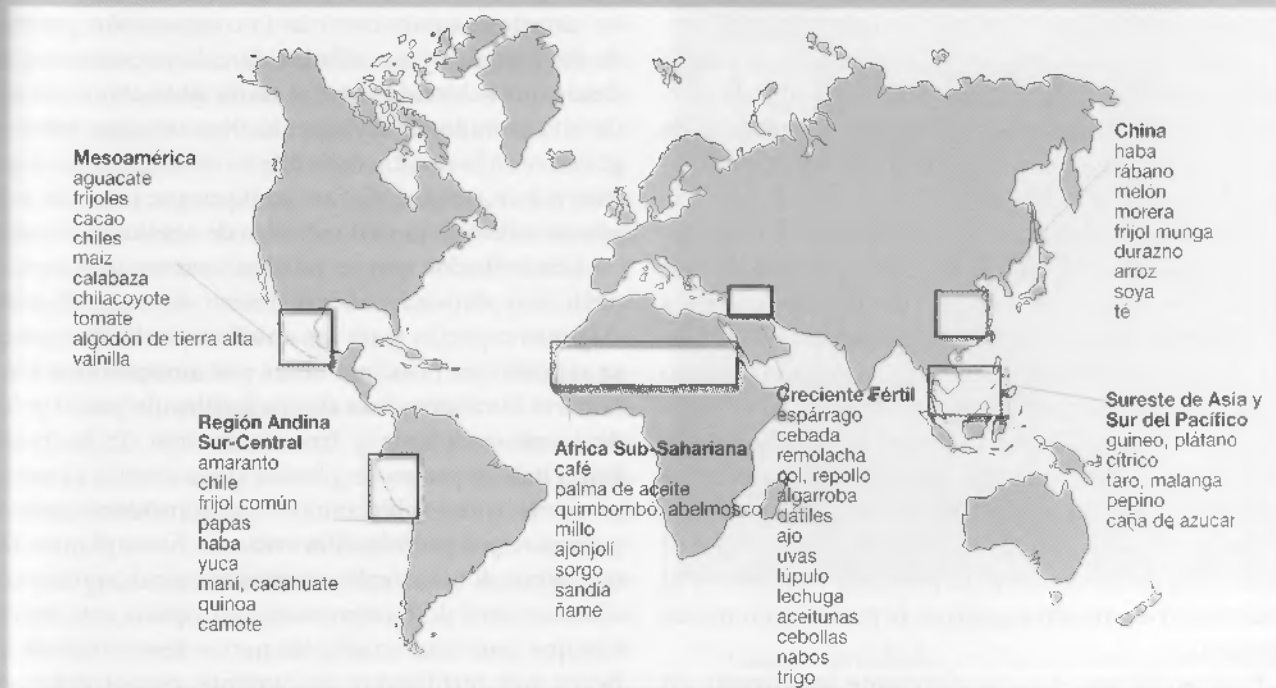 Mesoamérica
aguacate
frijoles
cacao
chiles
maiz
calabaza
chilacoyote
tomate
algodón de tierra alta
vainilla
Región Andina
Sur-Central
amaranto
chile
frijol común
papas
haba
yuca
maní, cacahuate
quinoa
camote
Africa Sub-Sahariana
café
palma de aceite
quimbombó, abelmosco
millo
ajonjolí
sorgo
sandía
ñame
Creciente Fértil
espárrago
cebada
remolacha
col, repollo
algarroba
dátiles
ajo
uvas
lúpulo
lechuga
aceitunas
cebollas
nabos
trigo
China
haba
rábano
melón
morera
frijol munga
durazno
arroz
soya
té
Sureste de Asía y
Sur del Pacífico
guineo, plátano
cítrico
taro, malanga
pepino
caña de azucar